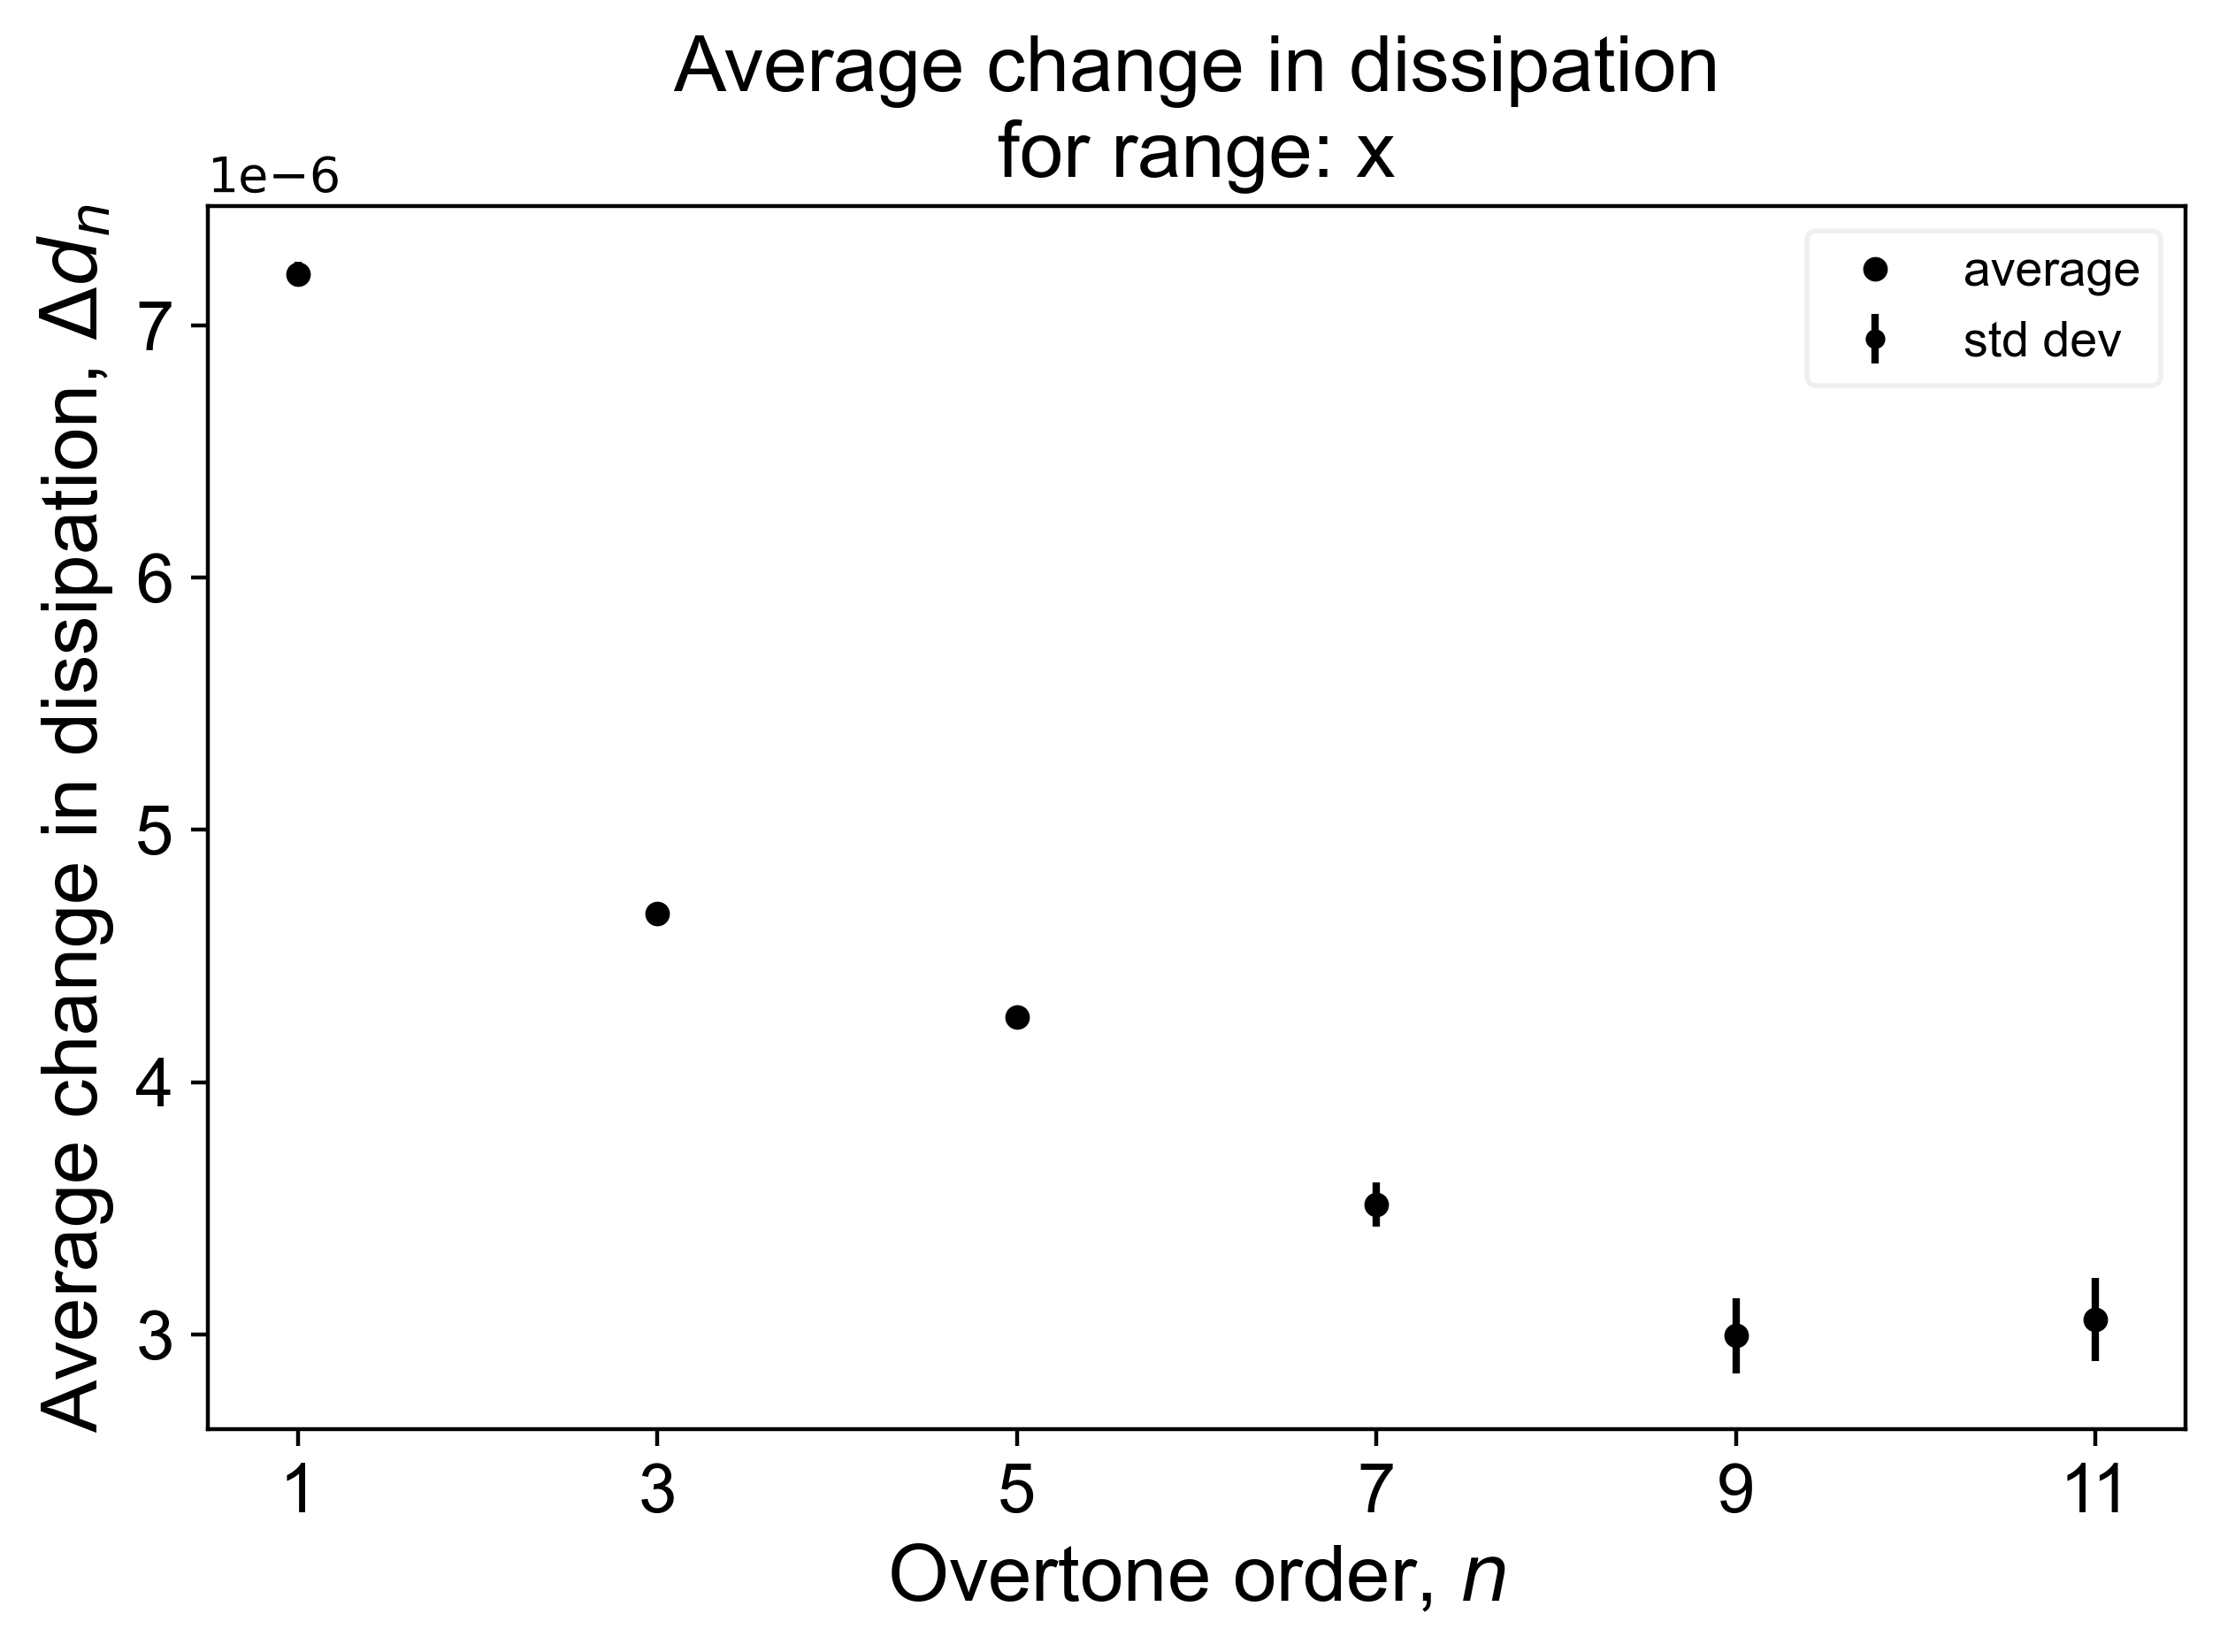 Average change in dissipation
for range: x
1e−6
Average change in dissipation, Δdₙ
7
6
5
4
3
average
std dev
1 3 5 7 9 11
Overtone order, n